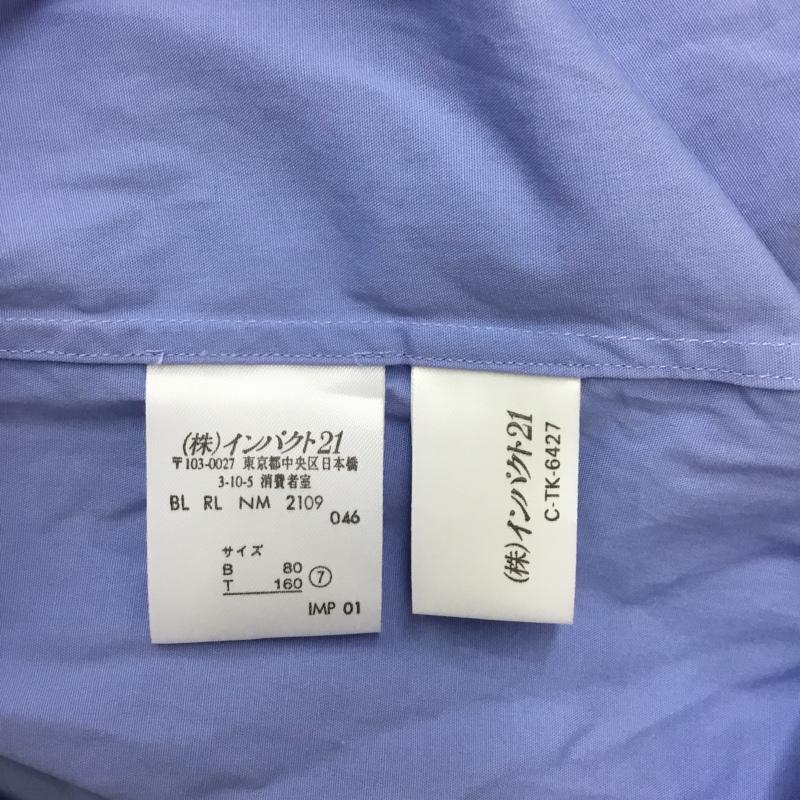 (株)インパクト21
〒103-0027 東京都中央区日本橋
3-10-5 消費者室
BL RL NM 2109
046
サイズ
B 80
T 160 ⑦
IMP 01
(株)インパクト21
C-TK-6427